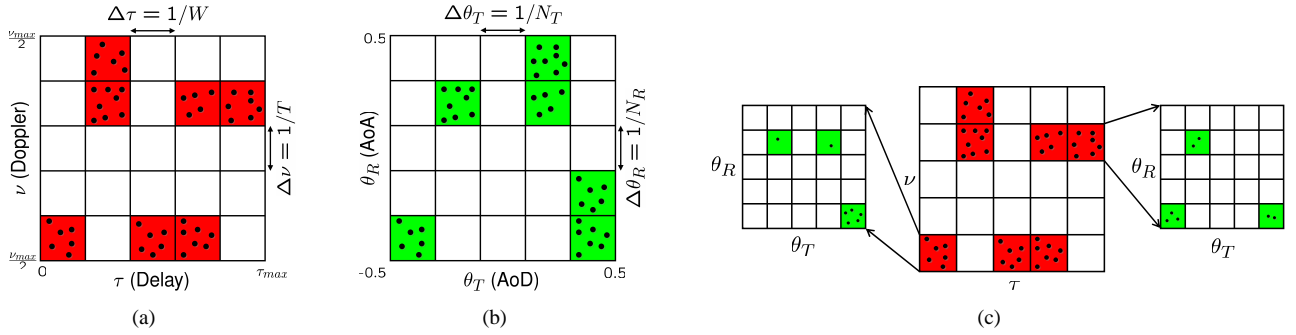 Δτ = 1/W
ν_max/2
ν (Doppler)
Δν = 1/T
ν_max/2
0
τ_max
τ (Delay)
(a)
Δθ_T = 1/N_T
0.5
θ_R (AoA)
Δθ_R = 1/N_R
-0.5
0.5
θ_T (AoD)
(b)
θ_R
θ_T
ν
τ
θ_R
θ_T
(c)